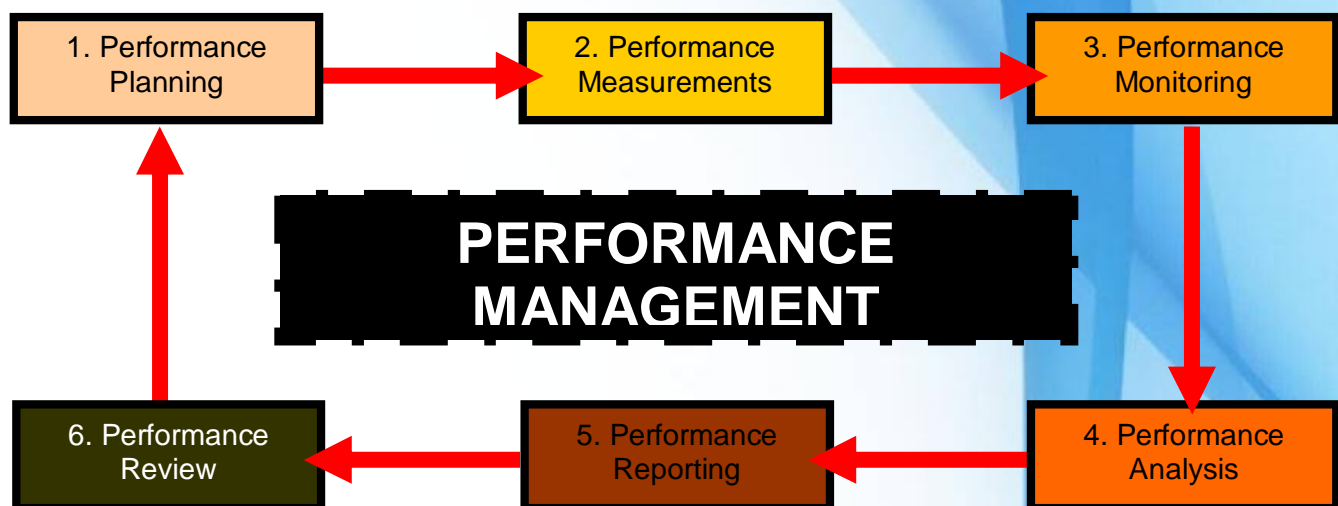 1. Performance
Planning
2. Performance
Measurements
3. Performance
Monitoring
PERFORMANCE
MANAGEMENT
6. Performance
Review
5. Performance
Reporting
4. Performance
Analysis